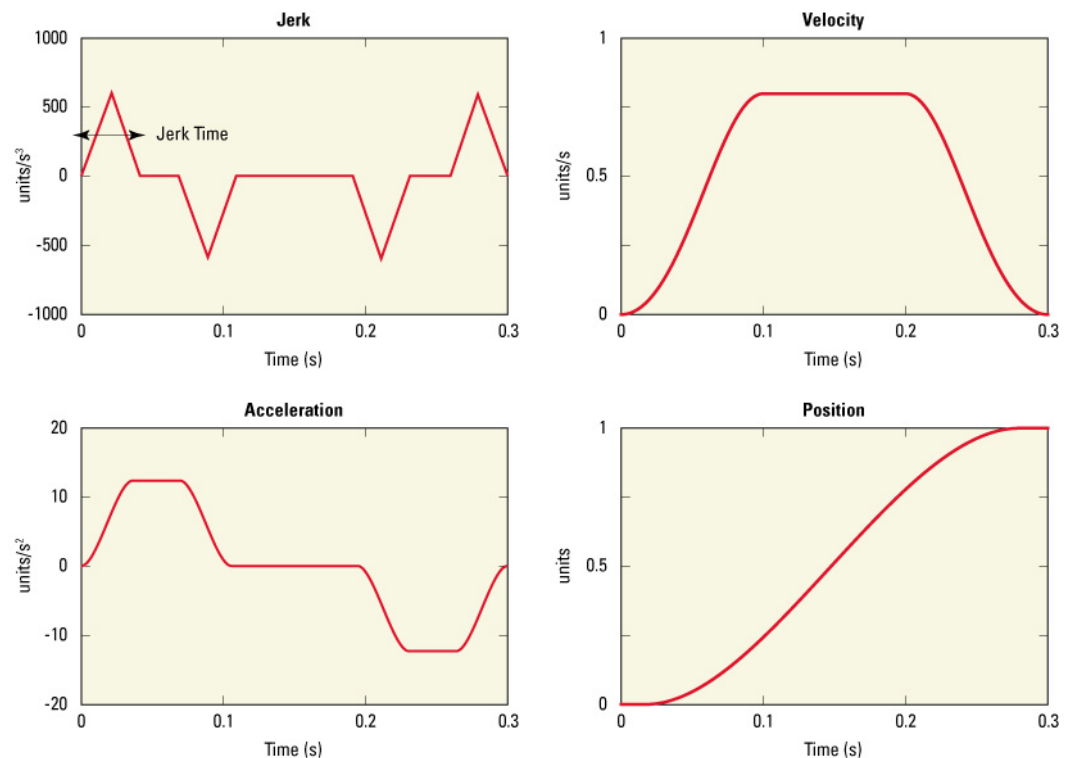 Jerk
1000
500
0
-500
-1000
units/s³
Jerk Time
0
0.1
0.2
0.3
Time (s)
Velocity
1
0.5
0
units/s
0
0.1
0.2
0.3
Time (s)
Acceleration
20
10
0
-10
-20
units/s²
0
0.1
0.2
0.3
Time (s)
Position
1
0.5
0
units
0
0.1
0.2
0.3
Time (s)